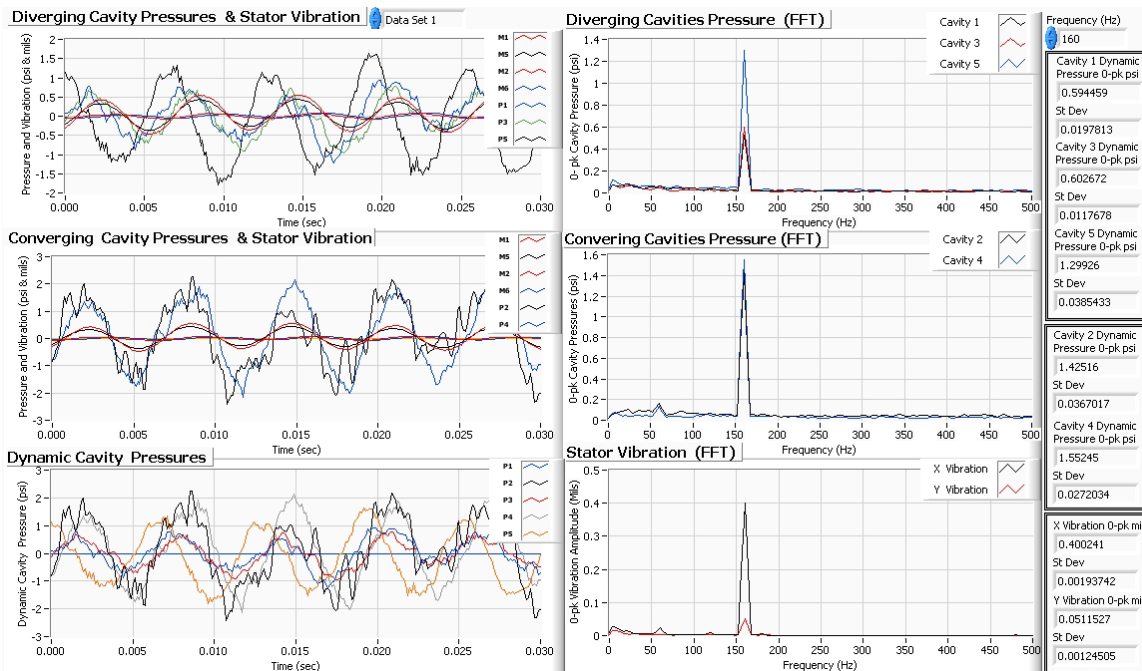 Diverging Cavity Pressures & Stator Vibration
Data Set 1
Pressure and Vibration (psi & mils)
2
1.5
1
0.5
0
-0.5
-1
-1.5
-2
0.000 0.005 0.010 0.015 0.020 0.025 0.030
Time (sec)
M1
M5
M2
M6
P1
P3
P5
Converging Cavity Pressures & Stator Vibration
Pressure and Vibration (psi & mils)
3
2
1
0
-1
-2
-3
0.000 0.005 0.010 0.015 0.020 0.025 0.030
Time (sec)
M1
M5
M2
M6
P2
P4
Dynamic Cavity Pressures
Dynamic Cavity Pressure (psi)
3
2
1
0
-1
-2
-3
0.000 0.005 0.010 0.015 0.020 0.025 0.030
Time (sec)
P1
P2
P3
P4
P5
Diverging Cavities Pressure (FFT)
Cavity 1
Cavity 3
Cavity 5
0- pk Cavity Pressure (psi)
1.4
1.2
1
0.8
0.6
0.4
0.2
0
0 50 100 150 200 250 300 350 400 450 500
Frequency (Hz)
Convering Cavities Pressure (FFT)
Cavity 2
Cavity 4
0-pk Cavity Pressures (psi)
1.6
1.4
1.2
1
0.8
0.6
0.4
0.2
0
0 50 100 150 200 250 300 350 400 450 500
Frequency (Hz)
Stator Vibration (FFT)
X Vibration
Y Vibration
0-pk Vibration Amplitude (Mils)
0.5
0.4
0.3
0.2
0.1
0
0 50 100 150 200 250 300 350 400 450 500
Frequency (Hz)
Frequency (Hz)
160
Cavity 1 Dynamic
Pressure 0-pk psi
0.594459
St Dev
0.0197813
Cavity 3 Dynamic
Pressure 0-pk psi
0.602672
St Dev
0.0117678
Cavity 5 Dynamic
Pressure 0-pk psi
1.29926
St Dev
0.0385433
Cavity 2 Dynamic
Pressure 0-pk psi
1.42516
St Dev
0.0367017
Cavity 4 Dynamic
Pressure 0-pk psi
1.55245
St Dev
0.0272034
X Vibration 0-pk mi
0.400241
St Dev
0.00193742
Y Vibration 0-pk mi
0.0511527
St Dev
0.00124505